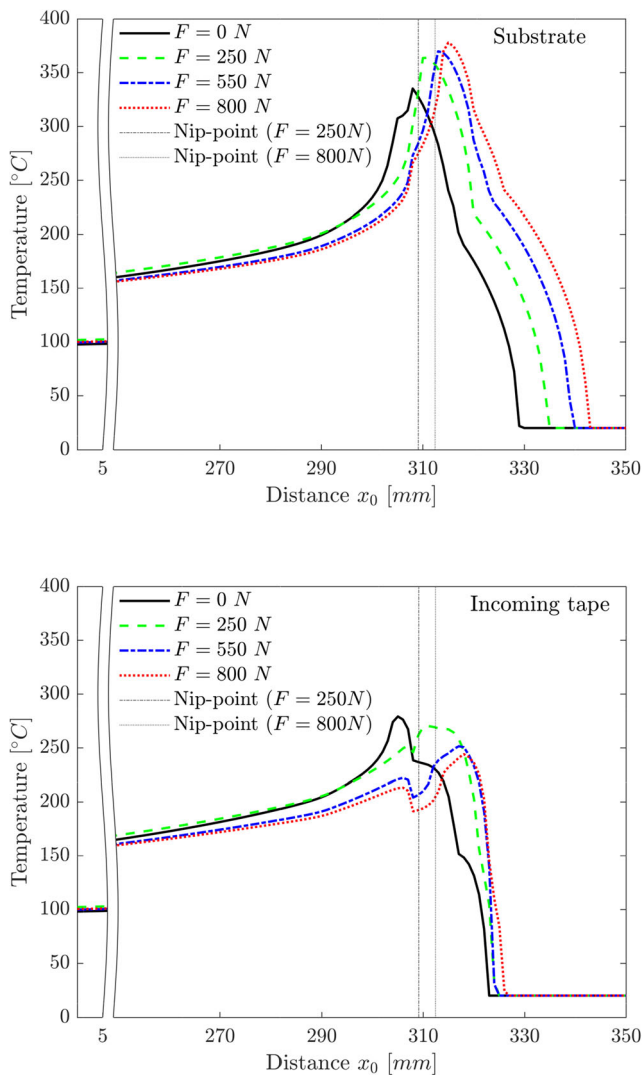 400
Substrate
F = 0 N
350
F = 250 N
F = 550 N
300
F = 800 N
Nip-point (F = 250N)
250
Nip-point (F = 800N)
200
150
100
50
0
Temperature [°C]
5 270 290 310 330 350
Distance x₀ [mm]
400
Incoming tape
F = 0 N
350
F = 250 N
F = 550 N
300
F = 800 N
Nip-point (F = 250N)
250
Nip-point (F = 800N)
200
150
100
50
0
Temperature [°C]
5 270 290 310 330 350
Distance x₀ [mm]